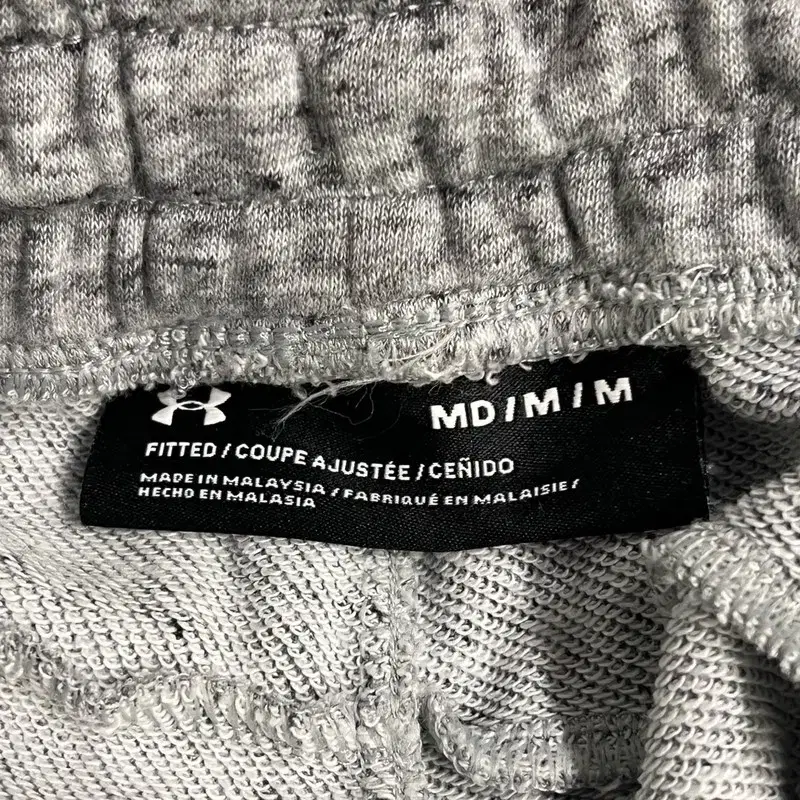 MD / M / M
FITTED / COUPE AJUSTÉE / CEÑIDO
MADE IN MALAYSIA / FABRIQUÉ EN MALAISIE /
HECHO EN MALASIA